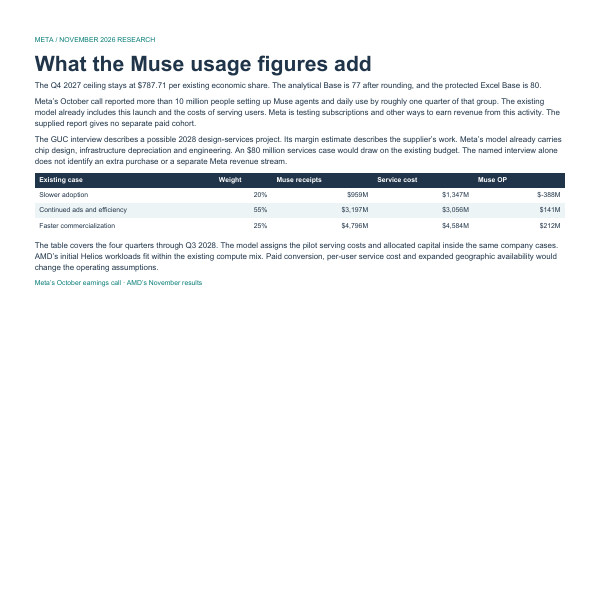 META / NOVEMBER 2026 RESEARCH
What the Muse usage figures add
The Q4 2027 ceiling stays at $787.71 per existing economic share. The analytical Base is 77 after rounding, and the protected Excel Base is 80.
Meta's October call reported more than 10 million people setting up Muse agents and daily use by roughly one quarter of that group. The existing
model already includes this launch and the costs of serving users. Meta is testing subscriptions and other ways to earn revenue from this activity. The
supplied report gives no separate paid cohort.
The GUC interview describes a possible 2028 design-services project. Its margin estimate describes the supplier's work. Meta's model already carries
chip design, infrastructure depreciation and engineering. An $80 million services case would draw on the existing budget. The named interview alone
does not identify an extra purchase or a separate Meta revenue stream.
Existing case Weight Muse receipts Service cost Muse OP
Slower adoption 20% $959M $1,347M $-388M
Continued ads and efficiency 55% $3,197M $3,056M $141M
Faster commercialization 25% $4,796M $4,584M $212M
The table covers the four quarters through Q3 2028. The model assigns the pilot serving costs and allocated capital inside the same company cases.
AMD's initial Helios workloads fit within the existing compute mix. Paid conversion, per-user service cost and expanded geographic availability would
change the operating assumptions.
Meta's October earnings call · AMD's November results